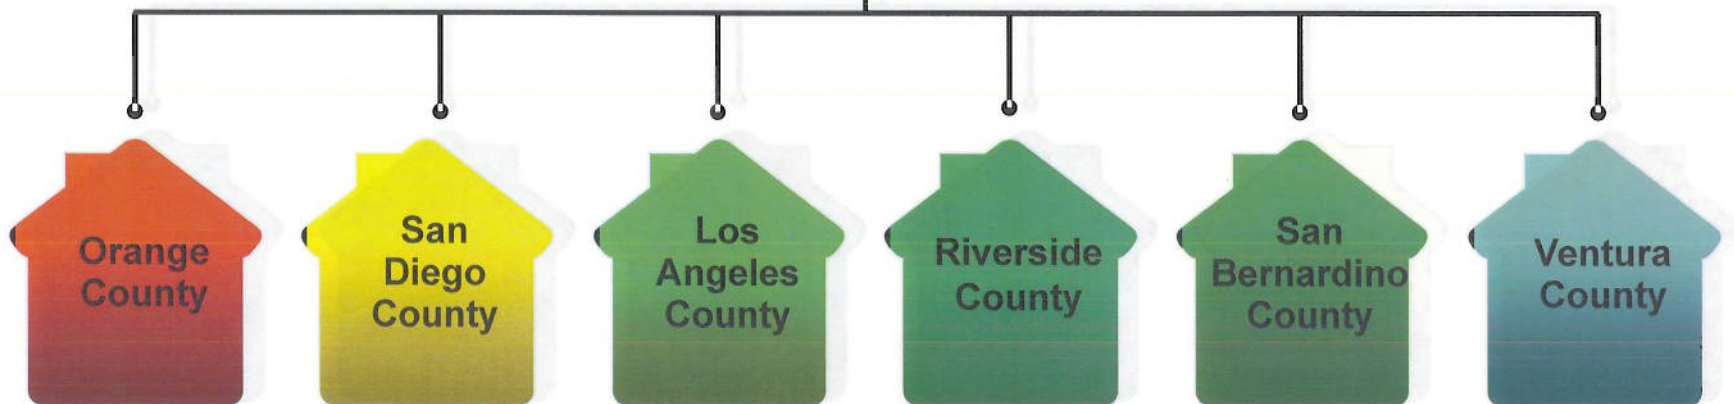 Orange
County
San
Diego
County
Los
Angeles
County
Riverside
County
San
Bernardino
County
Ventura
County